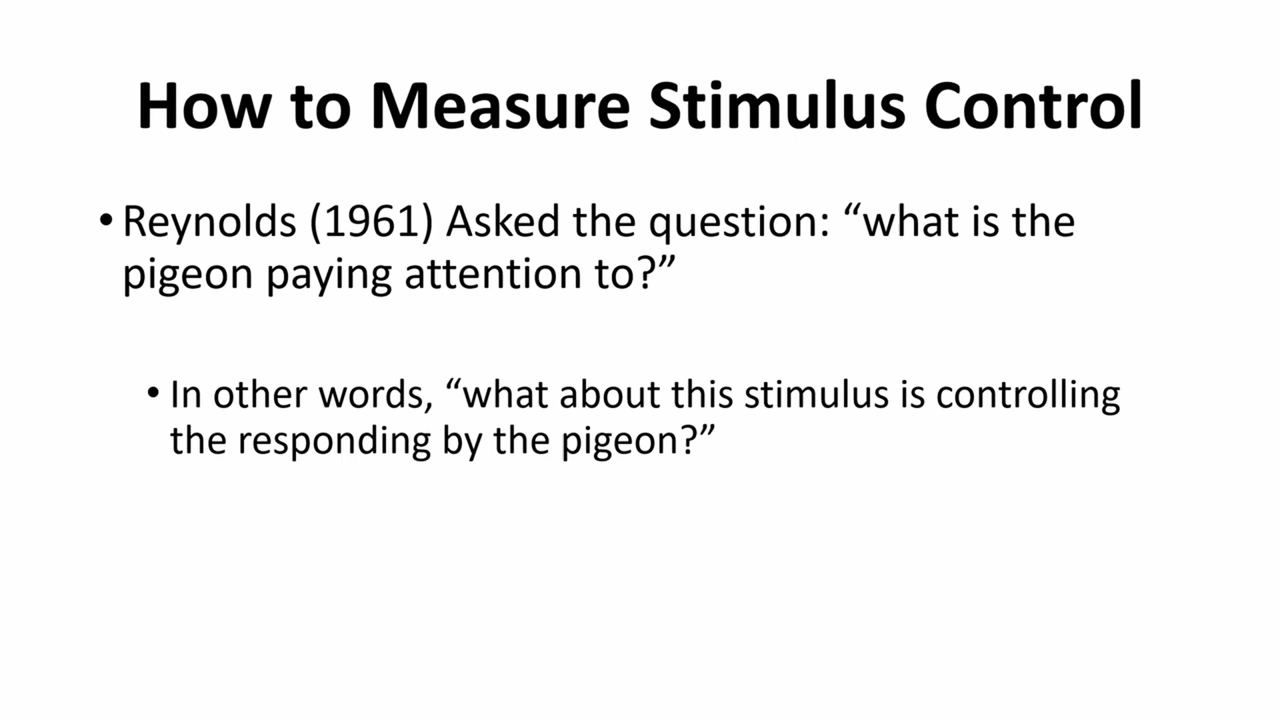 How to Measure Stimulus Control
• Reynolds (1961) Asked the question: “what is the
pigeon paying attention to?”
• In other words, “what about this stimulus is controlling
the responding by the pigeon?”